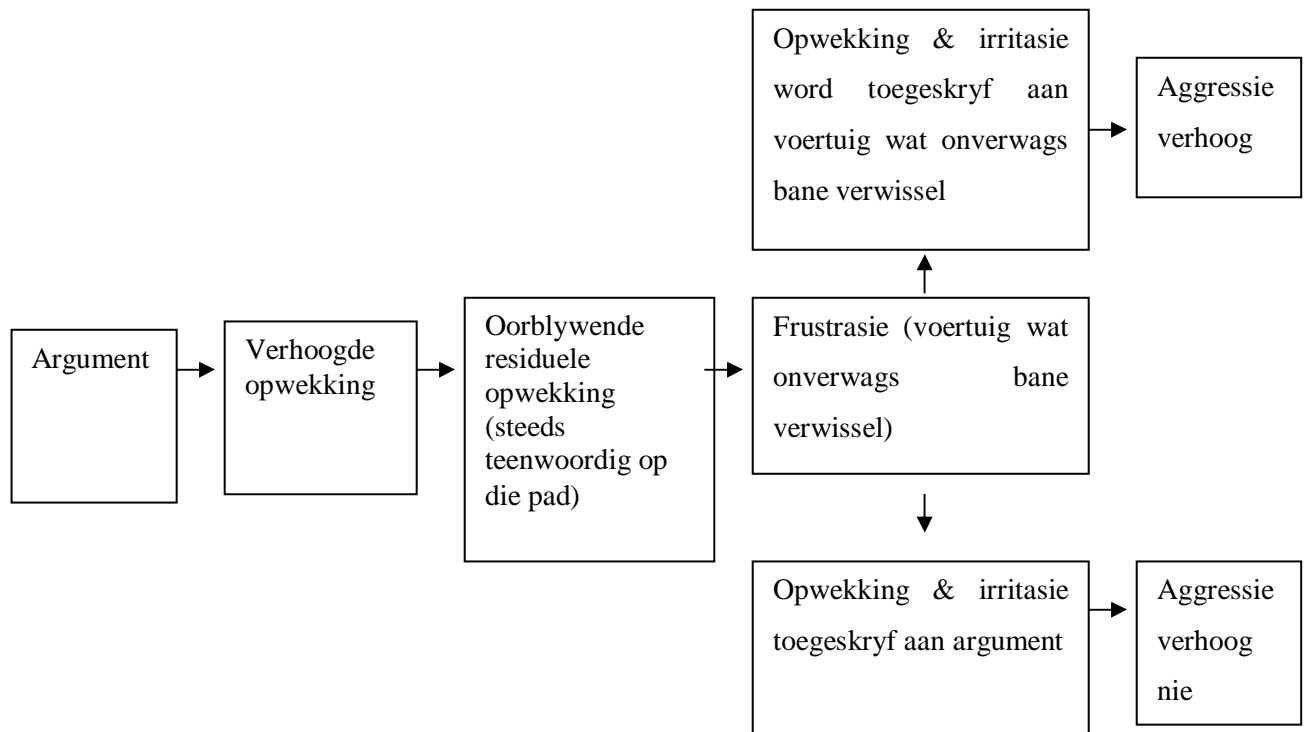 Argument
Verhoogde
opwekking
Oorblywende
residuele
opwekking
(steeds
teenwoordig op
die pad)
Opwekking & irritasie
word toegeskryf aan
voertuig wat onverwags
bane verwissel
Aggressie
verhoog
Frustrasie (voertuig wat
onverwags bane
verwissel)
Opwekking & irritasie
toegeskryf aan argument
Aggressie
verhoog
nie